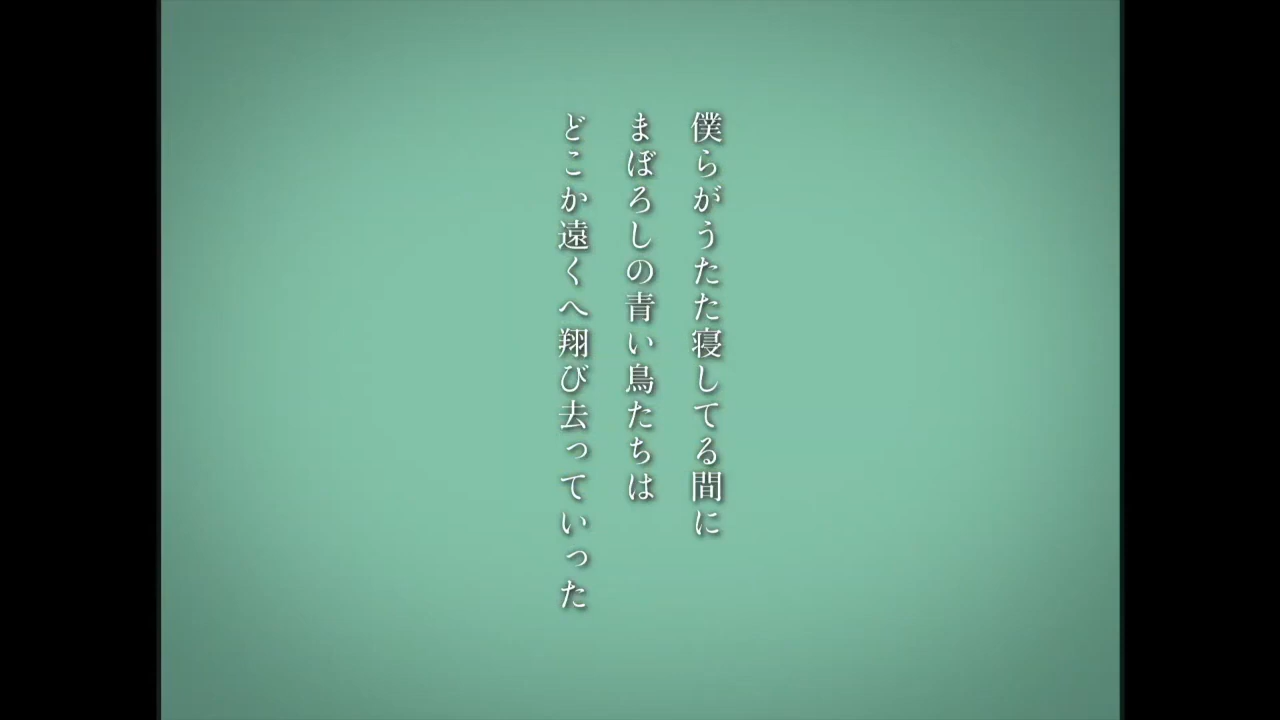 僕らがうたた寝してる間に
まぼろしの青い鳥たちは
どこか遠くへ翔び去っていった